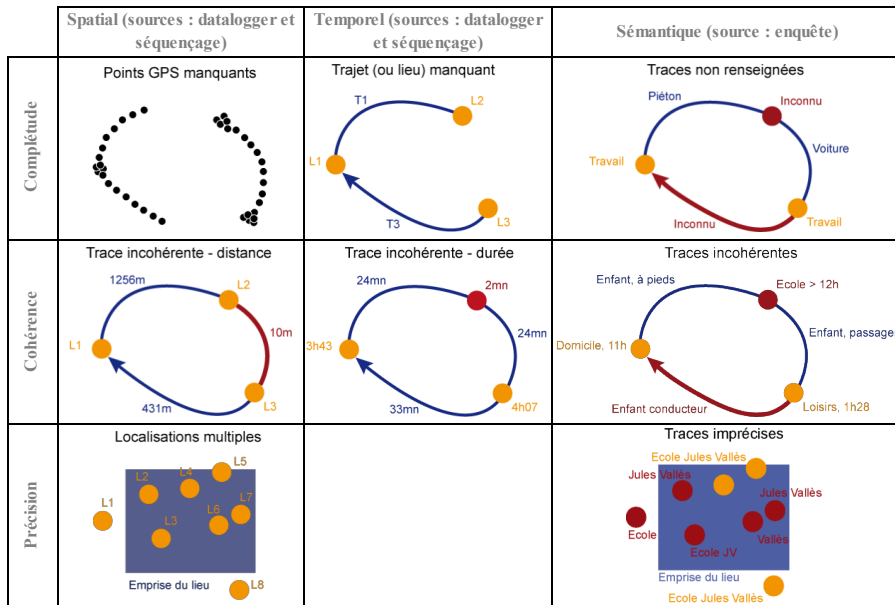 Spatial (sources : datalogger et
séquençage)
Temporel (sources : datalogger
et séquençage)
Sémantique (source : enquête)
Complétude
Points GPS manquants
Trajet (ou lieu) manquant
T1
L2
L1
L3
T3
Traces non renseignées
Piéton
Inconnu
Voiture
Travail
Travail
Inconnu
Cohérence
Trace incohérente - distance
1256m
L2
10m
L1
L3
431m
Trace incohérente - durée
24mn
2mn
24mn
3h43
33mn
4h07
Traces incohérentes
Enfant, à pieds
Ecole > 12h
Enfant, passage
Domicile, 11h
Enfant conducteur
Loisirs, 1h28
Précision
Localisations multiples
L5
L4
L2
L1
L7
L6
L3
Emprise du lieu
L8
Traces imprécises
Ecole Jules Vallès
Jules Vallès
Jules Vallès
Ecole
Vallès
Ecole JV
Emprise du lieu
Ecole Jules Vallès